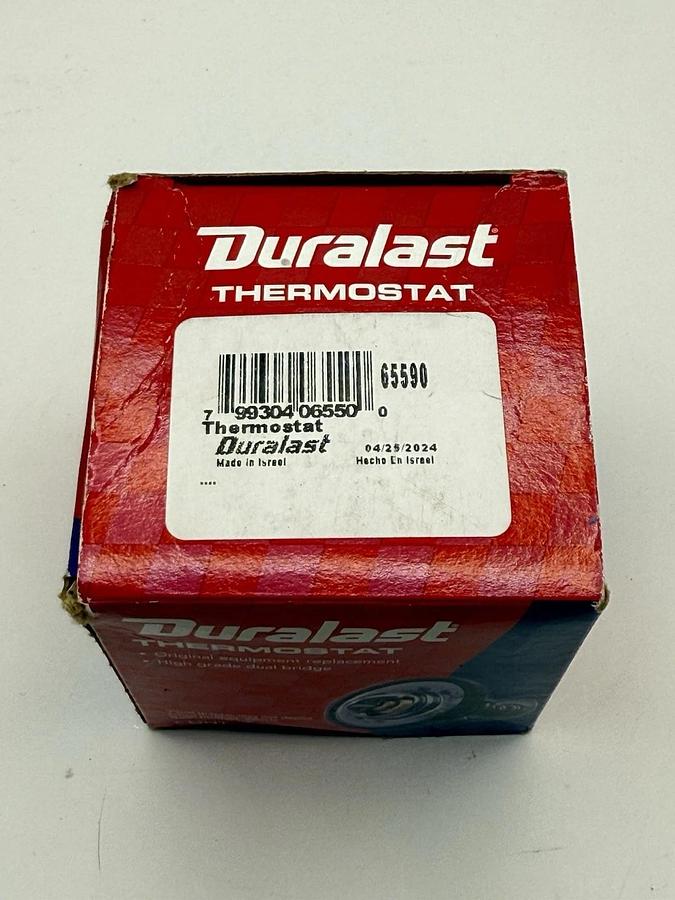 Duralast
THERMOSTAT
65590
7 99304 06550 0
Thermostat
Duralast 04/25/2024
Made in Israel Hecho En Israel
Duralast
THERMOSTAT
• Original equipment replacement
• High grade dual bridge